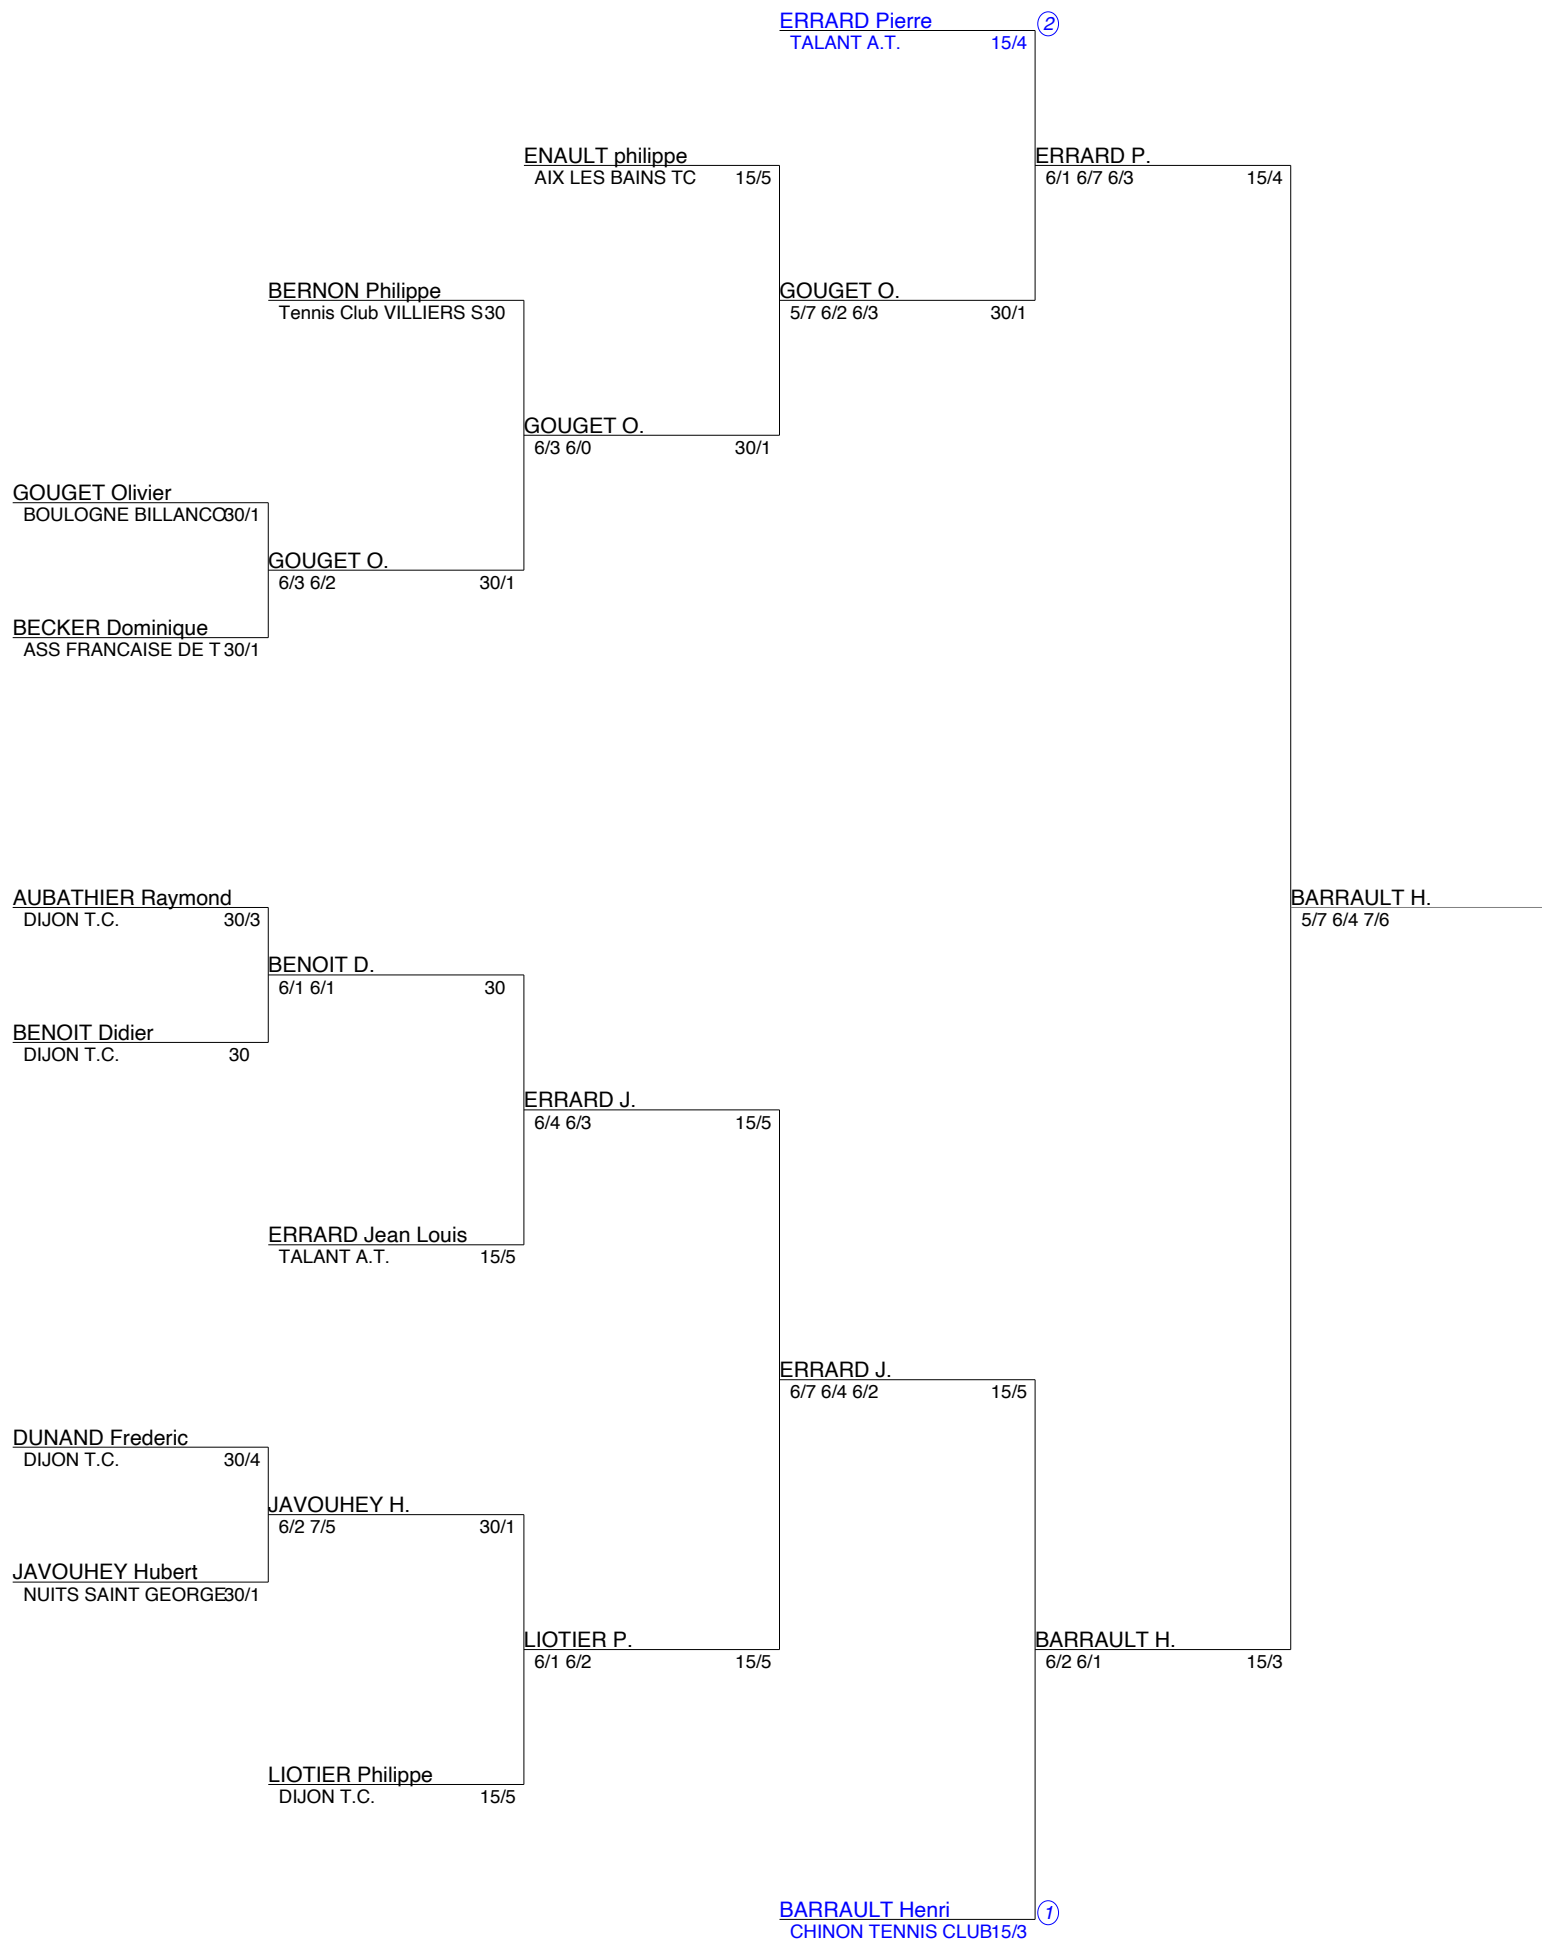 ERRARD Pierre 2
TALANT A.T. 15/4
ENAULT philippe
AIX LES BAINS TC 15/5
ERRARD P.
6/1 6/7 6/3 15/4
BERNON Philippe
Tennis Club VILLIERS S30
GOUGET O.
5/7 6/2 6/3 30/1
GOUGET O.
6/3 6/0 30/1
GOUGET Olivier
BOULOGNE BILLANCO30/1
GOUGET O.
6/3 6/2 30/1
BECKER Dominique
ASS FRANCAISE DE T 30/1
AUBATHIER Raymond
DIJON T.C. 30/3
BARRAULT H.
5/7 6/4 7/6
BENOIT D.
6/1 6/1 30
BENOIT Didier
DIJON T.C. 30
ERRARD J.
6/4 6/3 15/5
ERRARD Jean Louis
TALANT A.T. 15/5
ERRARD J.
6/7 6/4 6/2 15/5
DUNAND Frederic
DIJON T.C. 30/4
JAVOUHEY H.
6/2 7/5 30/1
JAVOUHEY Hubert
NUITS SAINT GEORGE30/1
LIOTIER P.
6/1 6/2 15/5
BARRAULT H.
6/2 6/1 15/3
LIOTIER Philippe
DIJON T.C. 15/5
BARRAULT Henri 1
CHINON TENNIS CLUB15/3